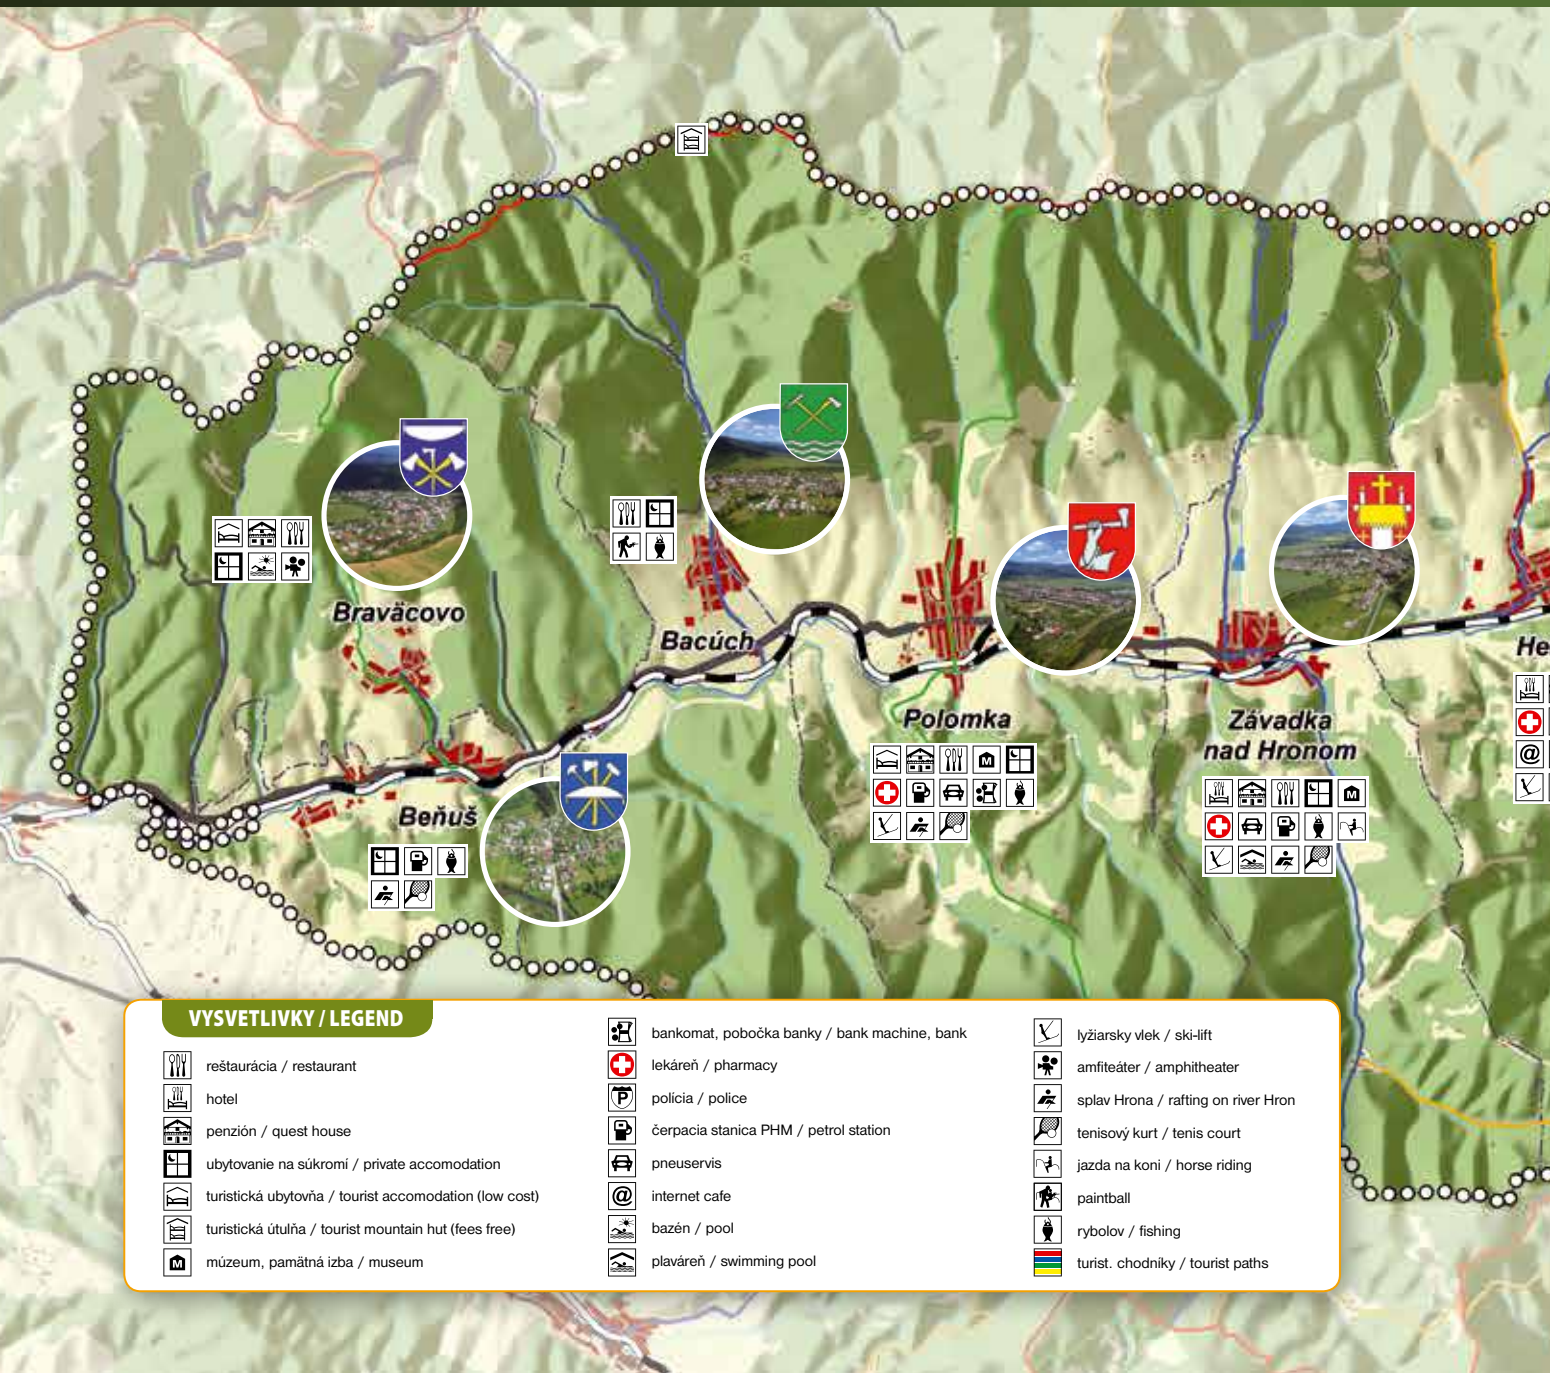 Braväcovo
Bacúch
He
Polomka
Závadka
nad Hronom
Beňuš
VYSVETLIVKY / LEGEND
reštaurácia / restaurant
hotel
penzión / quest house
ubytovanie na súkromí / private accomodation
turistická ubytovňa / tourist accomodation (low cost)
turistická útulňa / tourist mountain hut (fees free)
múzeum, pamätná izba / museum
bankomat, pobočka banky / bank machine, bank
lekáreň / pharmacy
polícia / police
čerpacia stanica PHM / petrol station
pneuservis
internet cafe
bazén / pool
plaváreň / swimming pool
lyžiarsky vlek / ski-lift
amfiteáter / amphitheater
splav Hrona / rafting on river Hron
tenisový kurt / tenis court
jazda na koni / horse riding
paintball
rybolov / fishing
turist. chodníky / tourist paths